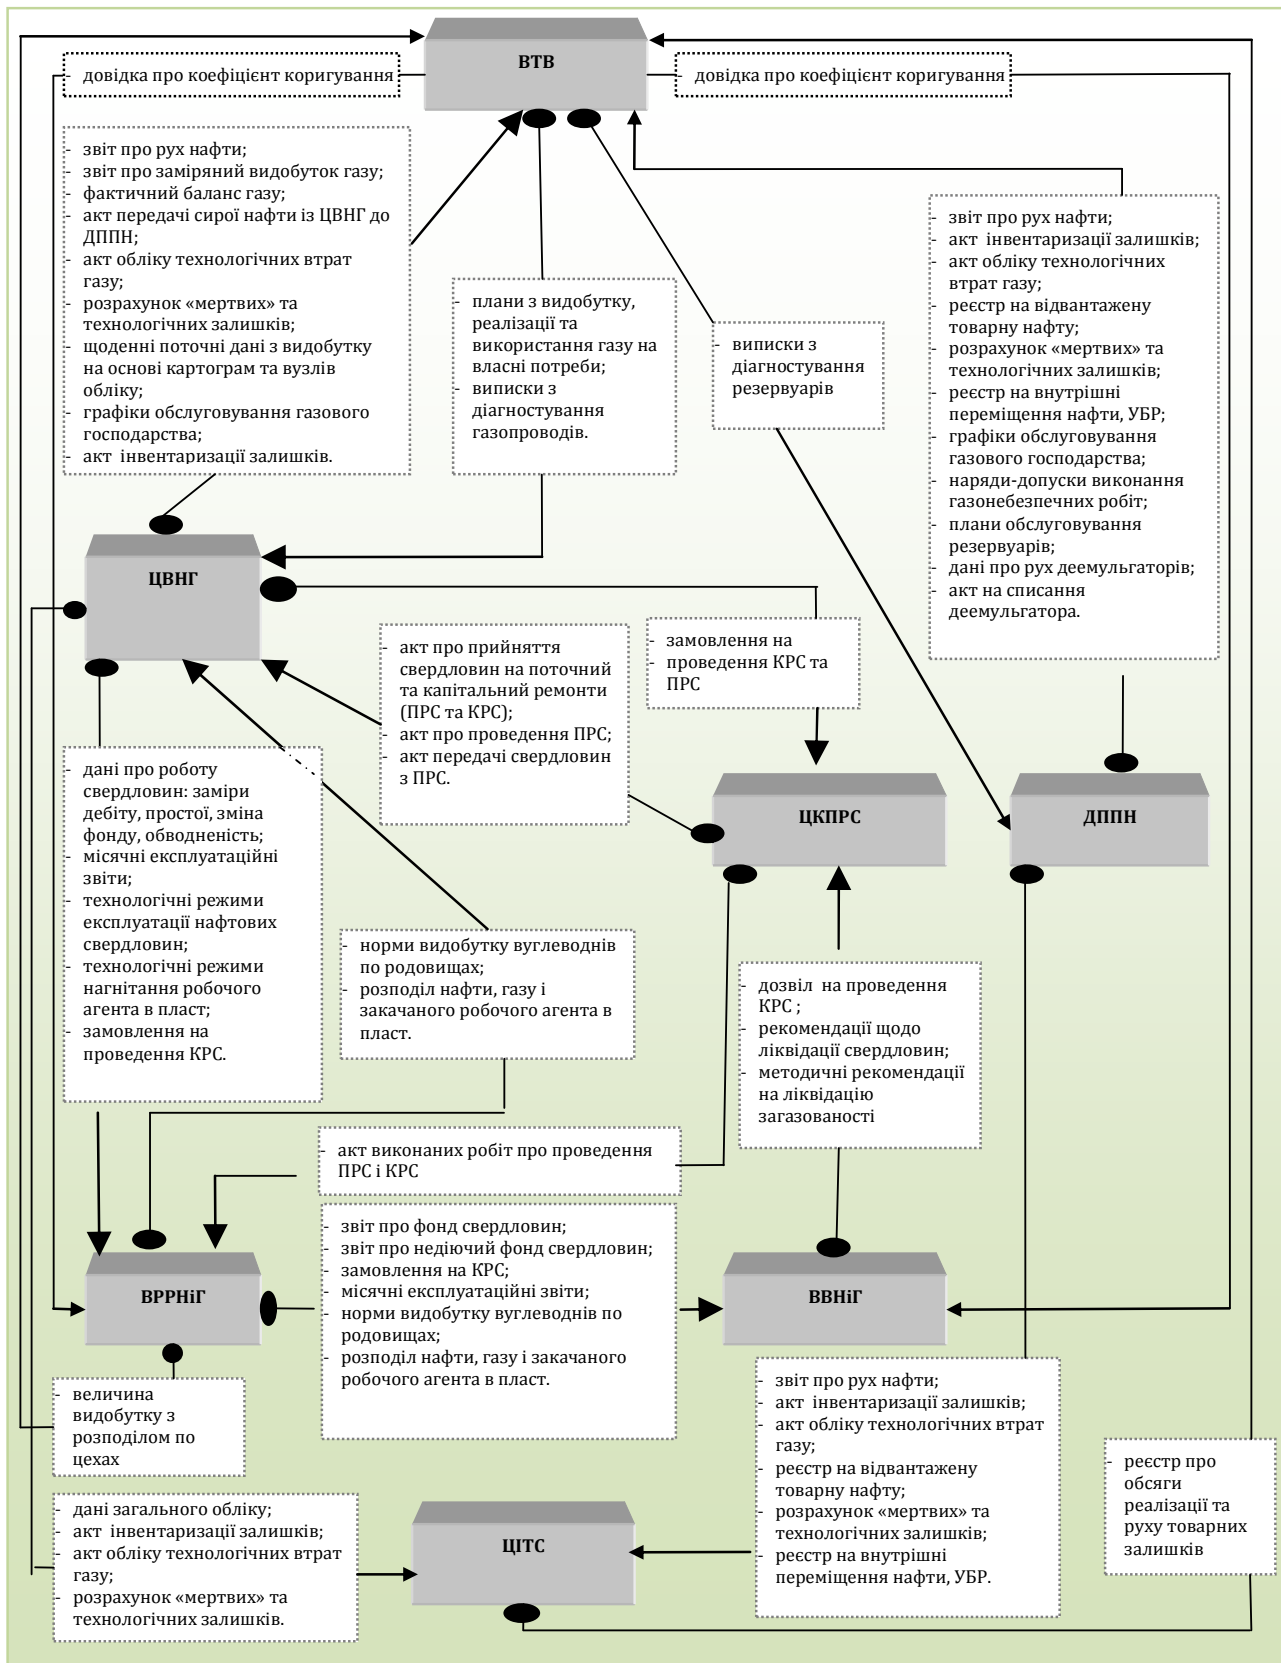 ВТВ
- довідка про коефіцієнт коригування
- довідка про коефіцієнт коригування
- звіт про рух нафти;
- звіт про заміряний видобуток газу;
- фактичний баланс газу;
- акт передачі сирої нафти із ЦВНГ до
ДППН;
- акт обліку технологічних втрат
газу;
- розрахунок «мертвих» та
технологічних залишків;
- щоденні поточні дані з видобутку
на основі картограм та вузлів
обліку;
- графіки обслуговування газового
господарства;
- акт  інвентаризації залишків.
- плани з видобутку,
реалізації та
використання газу на
власні потреби;
- виписки з
діагностування
газопроводів.
- виписки з
діагностування
резервуарів
- звіт про рух нафти;
- акт  інвентаризації залишків;
- акт обліку технологічних
втрат газу;
- реєстр на відвантажену
товарну нафту;
- розрахунок «мертвих» та
технологічних залишків;
- реєстр на внутрішні
переміщення нафти, УБР;
- графіки обслуговування
газового господарства;
- наряди-допуски виконання
газонебезпечних робіт;
- плани обслуговування
резервуарів;
- дані про рух деемульгаторів;
- акт на списання
деемульгатора.
ЦВНГ
- акт про прийняття
свердловин на поточний
та капітальний ремонти
(ПРС та КРС);
- акт про проведення ПРС;
- акт передачі свердловин
з ПРС.
- замовлення на
- проведення КРС та
ПРС
- дані про роботу
свердловин: заміри
дебіту, простої, зміна
фонду, обводненість;
- місячні експлуатаційні
звіти;
- технологічні режими
експлуатації нафтових
свердловин;
- технологічні режими
нагнітання робочого
агента в пласт;
- замовлення на
проведення КРС.
ЦКПРС
ДППН
- норми видобутку вуглеводнів
по родовищах;
- розподіл нафти, газу і
закачаного робочого агента в
пласт.
- дозвіл  на проведення
КРС ;
- рекомендації щодо
ліквідації свердловин;
- методичні рекомендації
на ліквідацію
загазованості
- акт виконаних робіт про проведення
ПРС і КРС
- звіт про фонд свердловин;
- звіт про недіючий фонд свердловин;
- замовлення на КРС;
- місячні експлуатаційні звіти;
- норми видобутку вуглеводнів по
родовищах;
- розподіл нафти, газу і закачаного
робочого агента в пласт.
ВРРНіГ
ВВНіГ
- величина
видобутку з
розподілом по
цехах
- звіт про рух нафти;
- акт  інвентаризації залишків;
- акт обліку технологічних втрат
газу;
- реєстр на відвантажену
товарну нафту;
- розрахунок «мертвих» та
технологічних залишків;
- реєстр на внутрішні
переміщення нафти, УБР.
- реєстр про
обсяги
реалізації та
руху товарних
залишків
- дані загального обліку;
- акт  інвентаризації залишків;
- акт обліку технологічних втрат
газу;
- розрахунок «мертвих» та
технологічних залишків.
ЦІТС